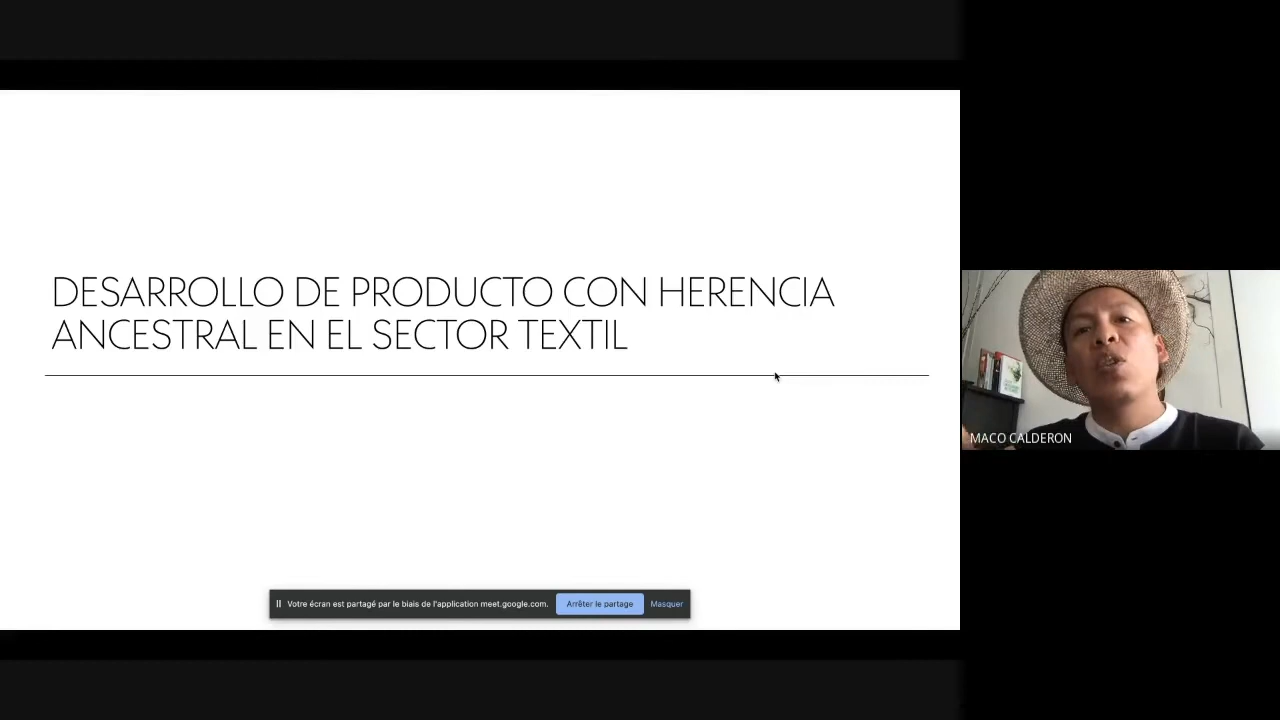 DESARROLLO DE PRODUCTO CON HERENCIA
ANCESTRAL EN EL SECTOR TEXTIL
MACO CALDERON
Votre écran est partagé par le biais de l'application meet.google.com.
Arrêter le partage
Masquer